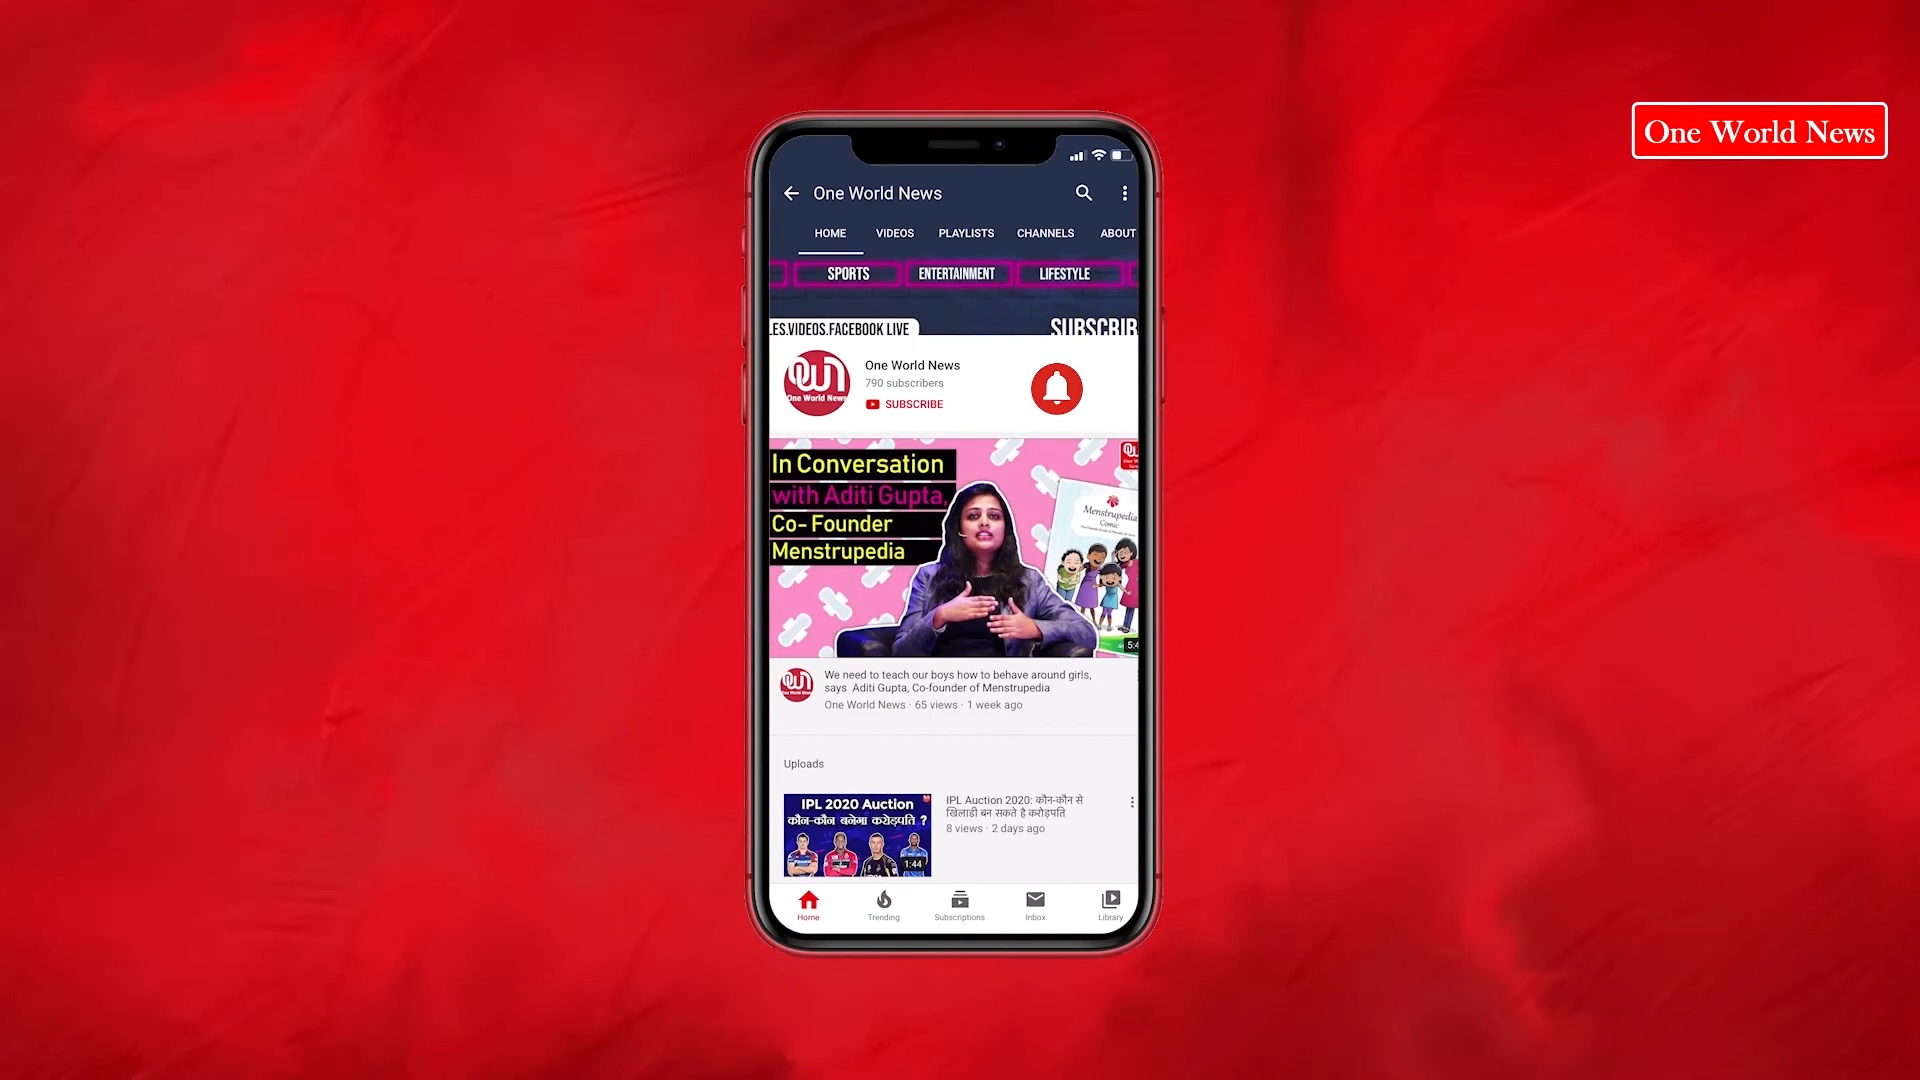 One World News
One World News
HOME VIDEOS PLAYLISTS CHANNELS ABOUT
SPORTS ENTERTAINMENT LIFESTYLE
LES.VIDEOS.FACEBOOK LIVE SUBSCRIB
One World News
790 subscribers
SUBSCRIBE
One World News
In Conversation
with Aditi Gupta,
Co- Founder
Menstrupedia
Menstrupedia
Comic
We need to teach our boys how to behave around girls,
says Aditi Gupta, Co-founder of Menstrupedia
One World News · 65 views · 1 week ago
Uploads
IPL 2020 Auction
कौन-कौन बनेगा करोड़पति ?
1:44
IPL Auction 2020: कौन-कौन से
खिलाडी बन सकते है करोड़पति
8 views · 2 days ago
Home Trending Subscriptions Inbox Library